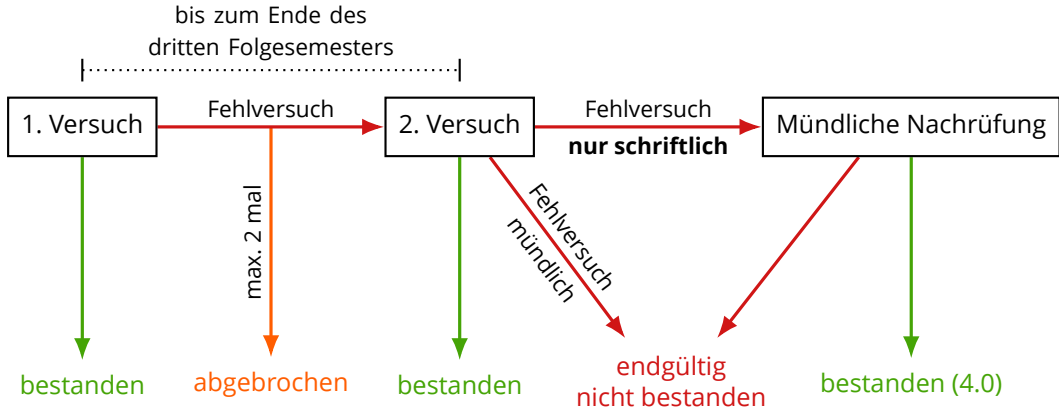 bis zum Ende des
dritten Folgesemesters
1. Versuch
Fehlversuch
2. Versuch
Fehlversuch
nur schriftlich
Mündliche Nachrüfung
max. 2 mal
Fehlversuch
mündlich
bestanden
abgebrochen
bestanden
endgültig
nicht bestanden
bestanden (4.0)